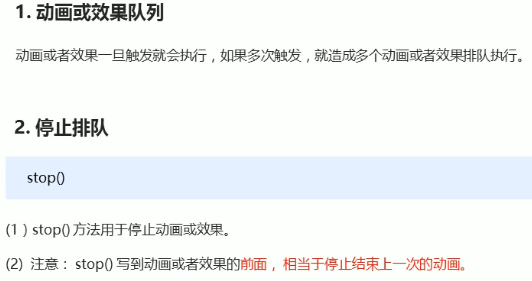 1. 动画或效果队列
动画或者效果一旦触发就会执行，如果多次触发，就造成多个动画或者效果排队执行。
2. 停止排队
stop()
(1 ) stop() 方法用于停止动画或效果。
(2) 注意： stop() 写到动画或者效果的前面 ，相当于停止结束上一次的动画。